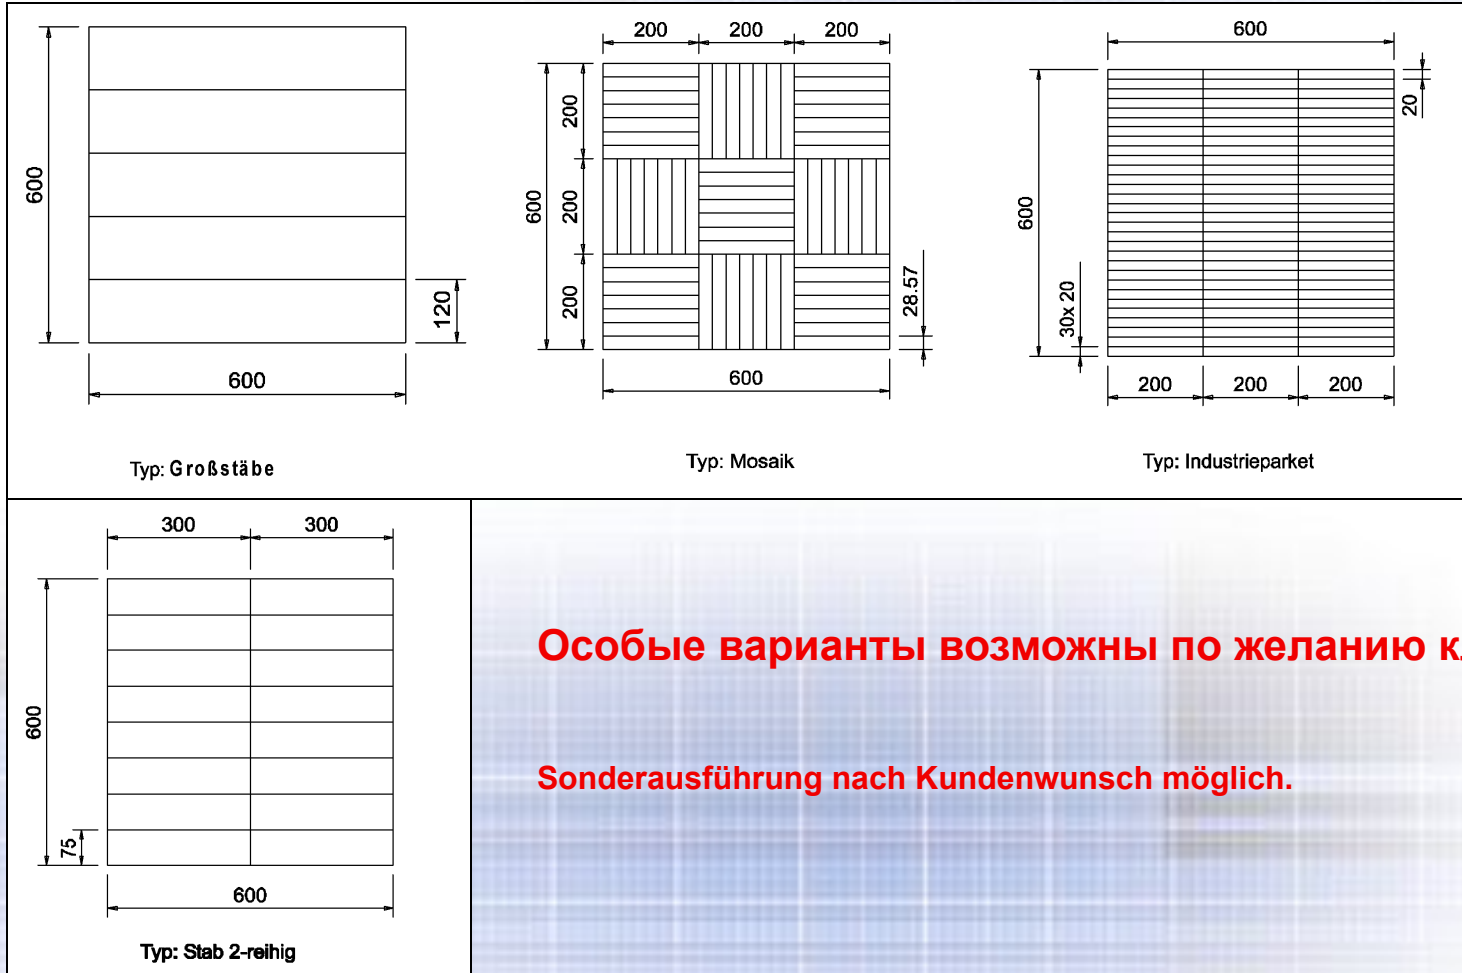 600
120
600
Typ: Großstäbe
200 200 200
600
200
200
200
28.57
600
Typ: Mosaik
600
20
600
30x 20
200 200 200
Typ: Industrieparket
300 300
600
75
600
Typ: Stab 2-reihig
Особые варианты возможны по желанию
Sonderausführung nach Kundenwunsch möglich.